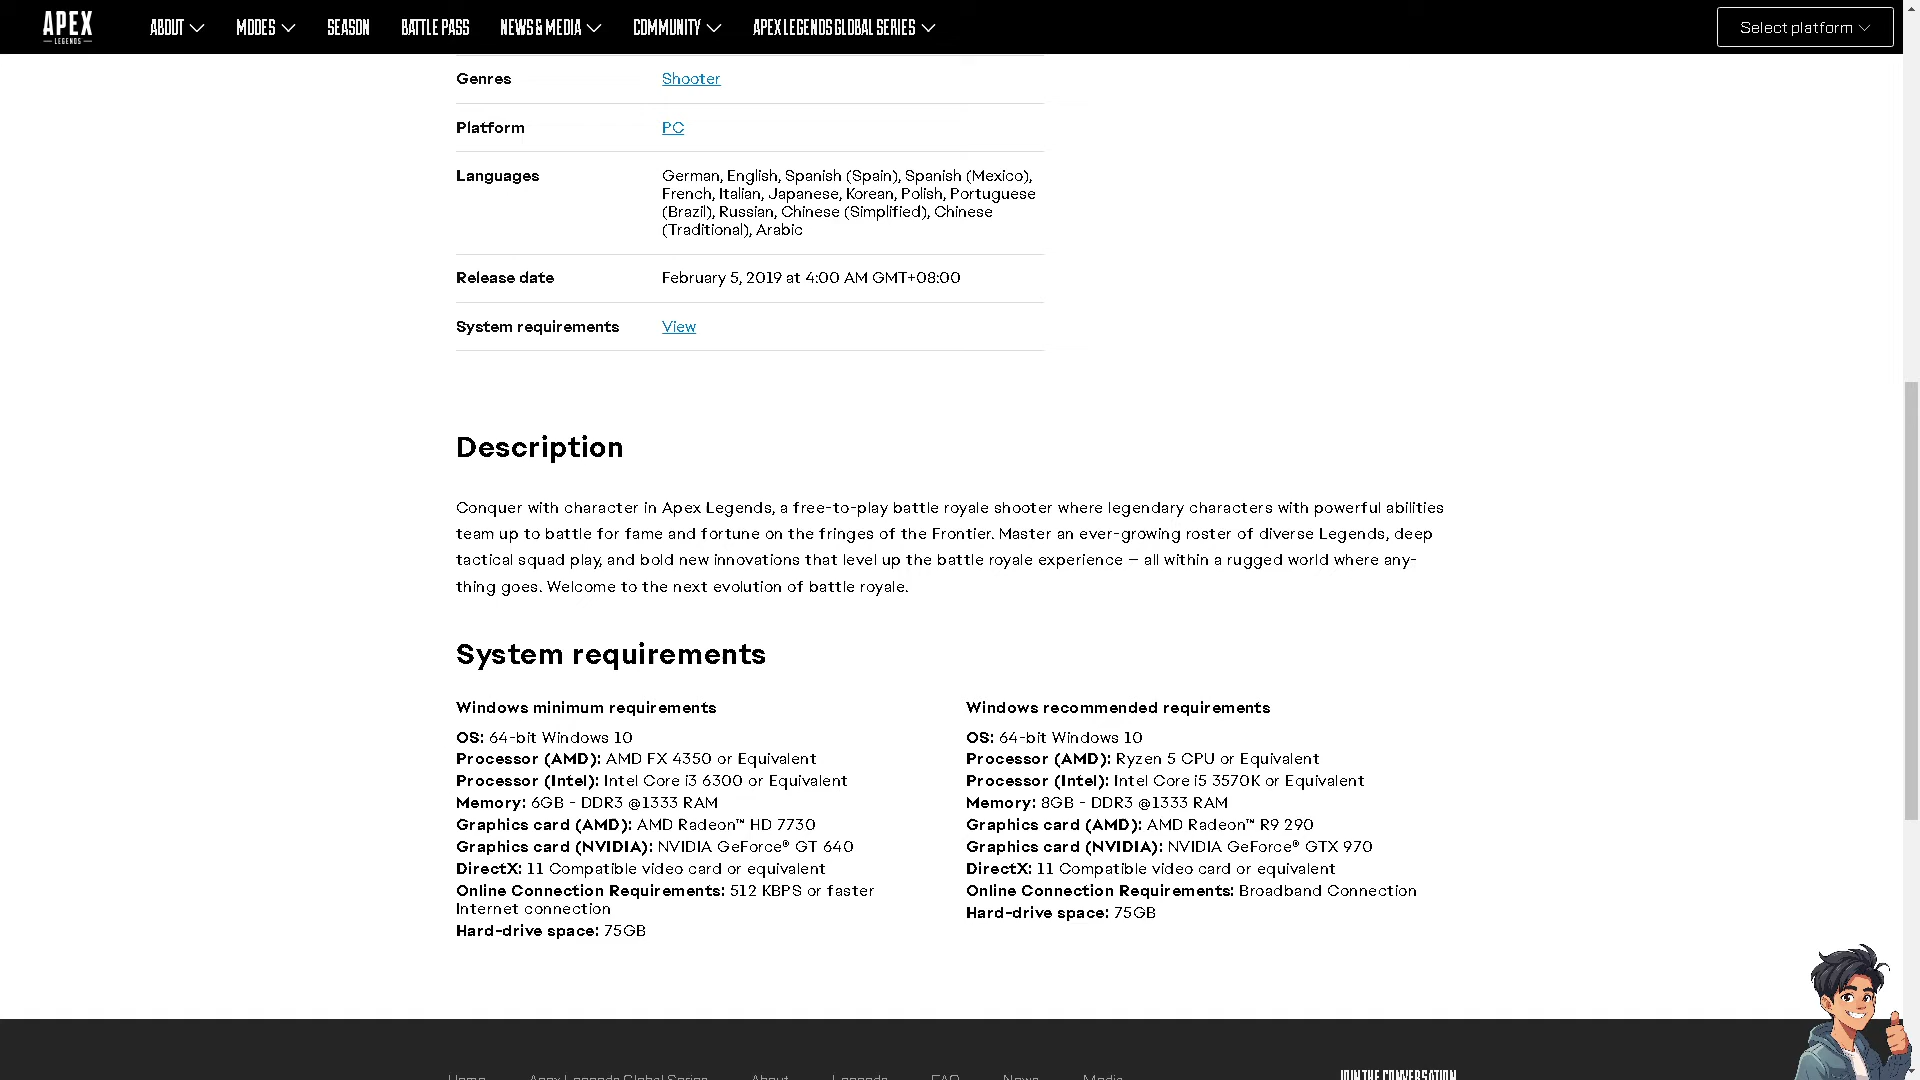 APEX
LEGENDS
ABOUT
MODES
SEASON
BATTLE PASS
NEWS & MEDIA
COMMUNITY
APEX LEGENDS GLOBAL SERIES
Select platform
Genres
Shooter
Platform
PC
Languages
German, English, Spanish (Spain), Spanish (Mexico),
French, Italian, Japanese, Korean, Polish, Portuguese
(Brazil), Russian, Chinese (Simplified), Chinese
(Traditional), Arabic
Release date
February 5, 2019 at 4:00 AM GMT+08:00
System requirements
View
Description
Conquer with character in Apex Legends, a free-to-play battle royale shooter where legendary characters with powerful abilities
team up to battle for fame and fortune on the fringes of the Frontier. Master an ever-growing roster of diverse Legends, deep
tactical squad play, and bold new innovations that level up the battle royale experience — all within a rugged world where any-
thing goes. Welcome to the next evolution of battle royale.
System requirements
Windows minimum requirements
OS: 64-bit Windows 10
Processor (AMD): AMD FX 4350 or Equivalent
Processor (Intel): Intel Core i3 6300 or Equivalent
Memory: 6GB - DDR3 @1333 RAM
Graphics card (AMD): AMD Radeon™ HD 7730
Graphics card (NVIDIA): NVIDIA GeForce® GT 640
DirectX: 11 Compatible video card or equivalent
Online Connection Requirements: 512 KBPS or faster
Internet connection
Hard-drive space: 75GB
Windows recommended requirements
OS: 64-bit Windows 10
Processor (AMD): Ryzen 5 CPU or Equivalent
Processor (Intel): Intel Core i5 3570K or Equivalent
Memory: 8GB - DDR3 @1333 RAM
Graphics card (AMD): AMD Radeon™ R9 290
Graphics card (NVIDIA): NVIDIA GeForce® GTX 970
DirectX: 11 Compatible video card or equivalent
Online Connection Requirements: Broadband Connection
Hard-drive space: 75GB
Home
Apex Legends Global Series
About
Legends
FAQ
News
Media
JOIN THE CONVERSATION